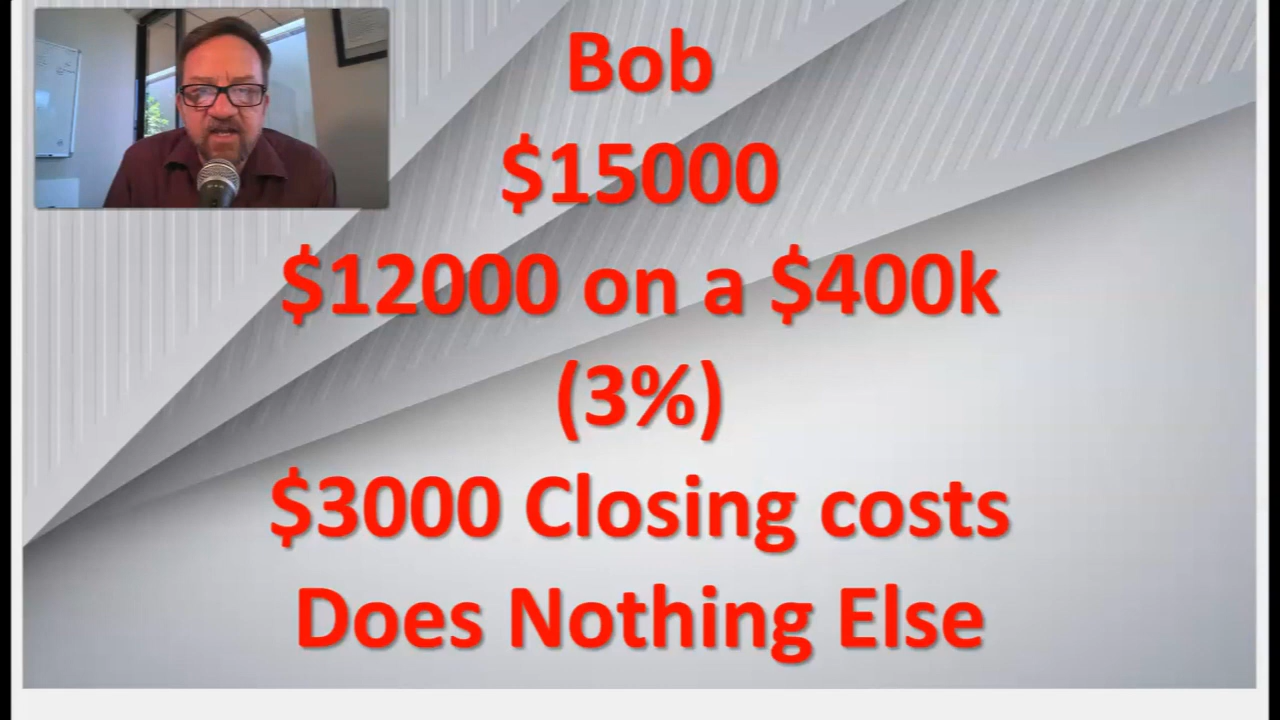 Bob
$15000
$12000 on a $400k
(3%)
$3000 Closing costs
Does Nothing Else